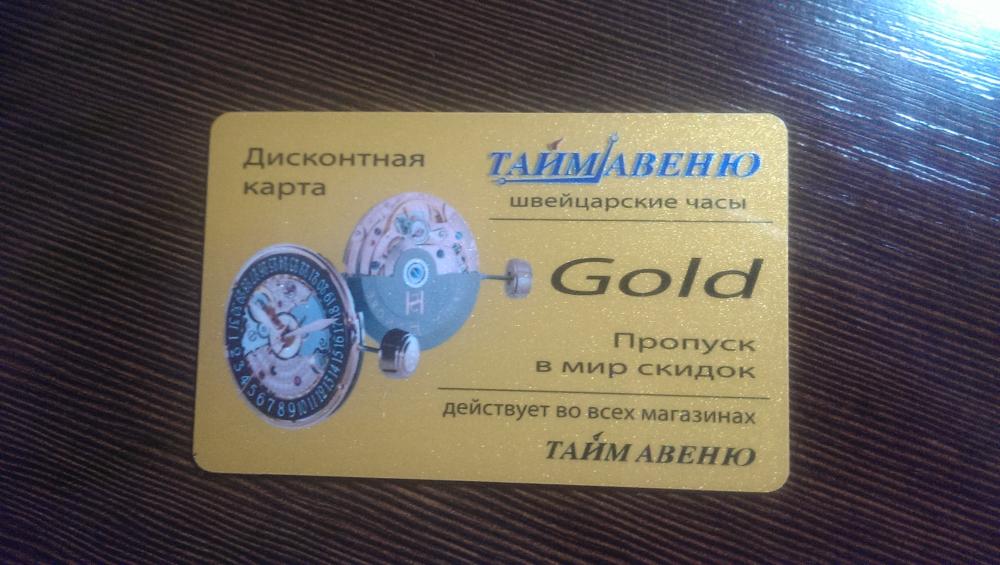 Дисконтная
карта
ТАЙМ АВЕНЮ
швейцарские часы
Gold
Пропуск
в мир скидок
действует во всех магазинах
ТАЙМ АВЕНЮ